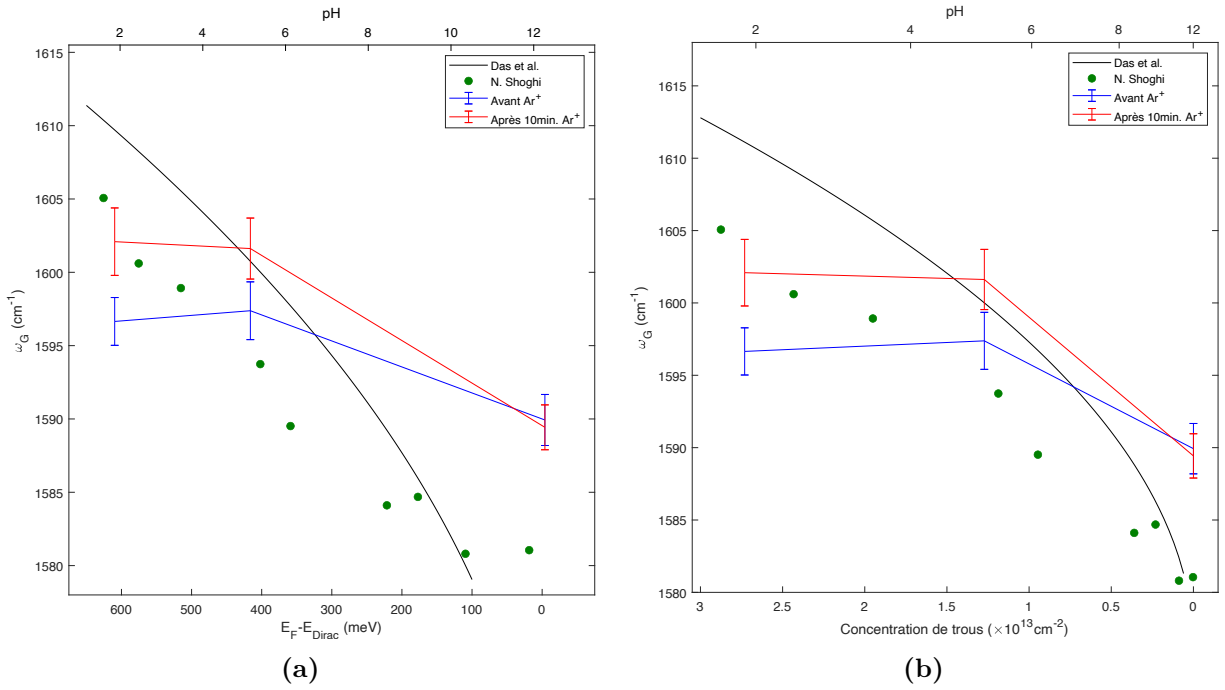 pH
2
4
6
8
10
12
1615
1610
1605
1600
1595
1590
1585
1580
ω_G (cm⁻¹)
Das et al.
N. Shoghi
Avant Ar⁺
Après 10min. Ar⁺
600
500
400
300
200
100
0
E_F-E_Dirac (meV)
(a)
pH
2
4
6
8
10
12
1615
1610
1605
1600
1595
1590
1585
1580
ω_G (cm⁻¹)
Das et al.
N. Shoghi
Avant Ar⁺
Après 10min. Ar⁺
3
2.5
2
1.5
1
0.5
0
Concentration de trous (×10¹³cm⁻²)
(b)